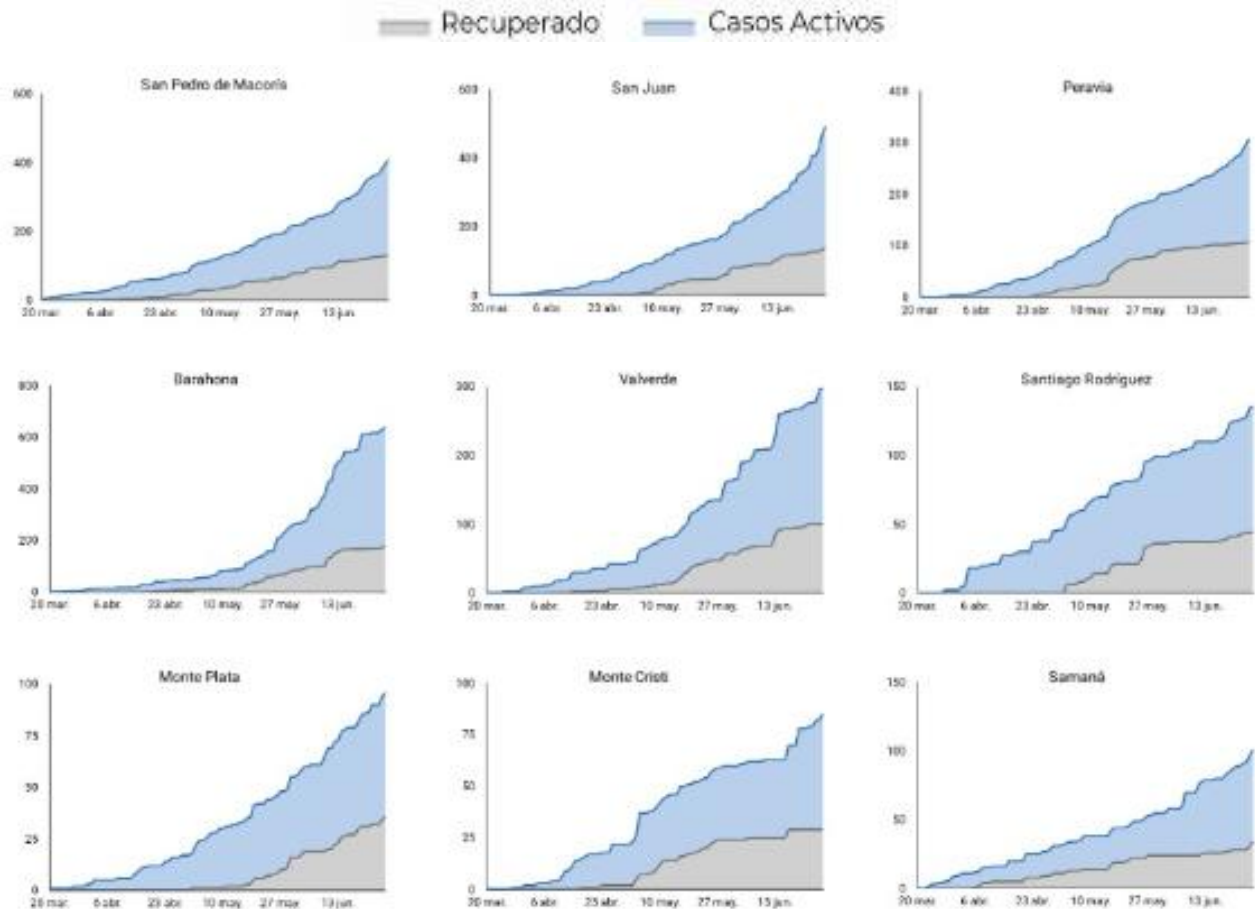 Recuperado Casos Activos
San Pedro de Macorís San Juan Peravia
600 600 400
400 400 300
200 200 200
100
0 0 0
20 mar. 6 abr. 23 abr. 10 may. 27 may. 13 jun. 20 mar. 6 abr. 23 abr. 10 may. 27 may. 13 jun. 20 mar. 6 abr. 23 abr. 10 may. 27 may. 13 jun.
Barahona Valverde Santiago Rodríguez
800 300 150
600 200 100
400 100 50
200
0 0 0
20 mar. 6 abr. 23 abr. 10 may. 27 may. 13 jun. 20 mar. 6 abr. 23 abr. 10 may. 27 may. 13 jun. 20 mar. 6 abr. 23 abr. 10 may. 27 may. 13 jun.
Monte Plata Monte Cristi Samaná
100 100 150
75 75 100
50 50 50
25 25
0 0 0
20 mar. 6 abr. 23 abr. 10 may. 27 may. 13 jun. 20 mar. 6 abr. 23 abr. 10 may. 27 may. 13 jun. 20 mar. 6 abr. 23 abr. 10 may. 27 may. 13 jun.